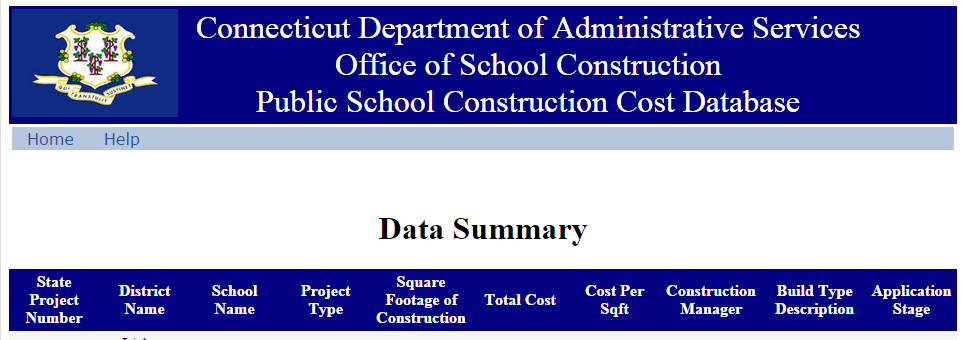 Connecticut Department of Administrative Services
Office of School Construction
Public School Construction Cost Database
QUI TRANSTULIT SUSTINET
Home Help
Data Summary
State Project Number
District Name
School Name
Project Type
Square Footage of Construction
Total Cost
Cost Per Sqft
Construction Manager
Build Type Description
Application Stage